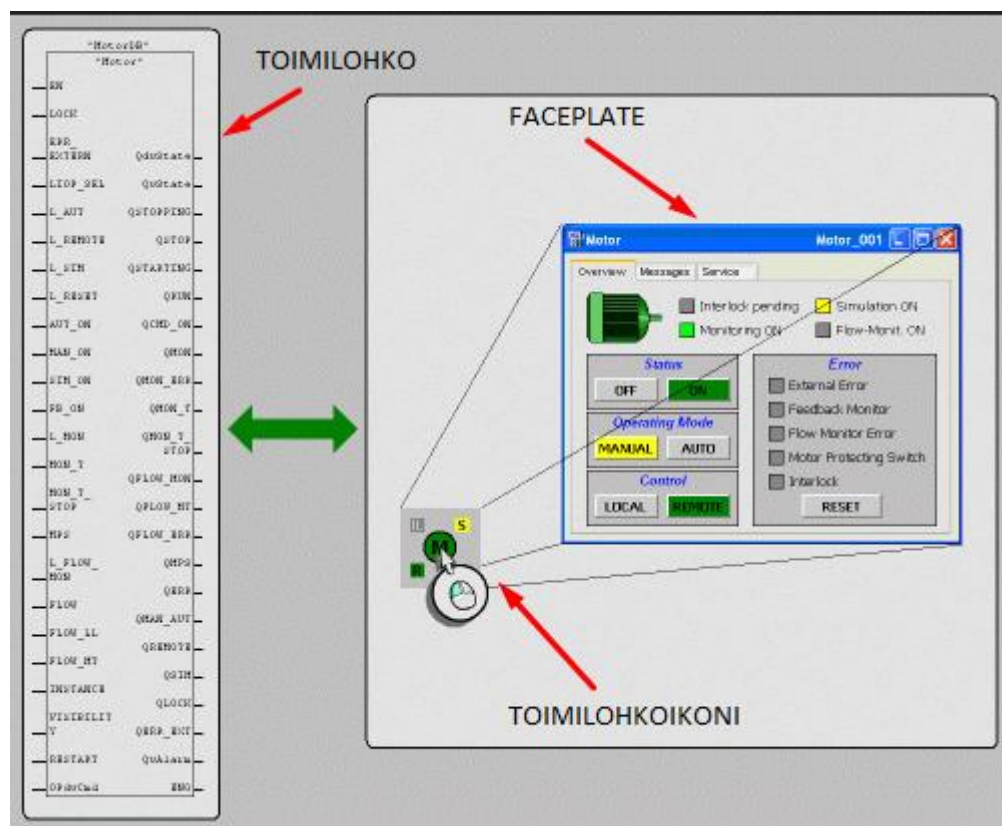 "MotorDB"
"Motor"
EN
LOCK
ERR_
EXTERN QdwState
LIOP_SEL QwState
L_AUT QSTOPPING
L_REMOTE QSTOP
L_SIM QSTARTING
L_RESET QRUN
AUT_ON QCMD_ON
MAN_ON QMON
SIM_ON QMON_ERR
FB_ON QMON_T
L_MON QMON_T_
STOP
MON_T
QFLOW_MON
MON_T_
STOP QFLOW_MT
MPS QFLOW_ERR
L_FLOW_ QMPS
MON
QERR
FLOW
QMAN_AUT
FLOW_LL
QREMOTE
FLOW_MT
QSIM
INSTANCE
QLOCK
VISIBILIT
Y QERR_EXT
RESTART QwAlarm
OPdwCmd ENO
TOIMILOHKO
FACEPLATE
Motor Motor_001
Overview Messages Service
Interlock pending Simulation ON
Monitoring ON Flow-Monit. ON
Status
OFF ON
Operating Mode
MANUAL AUTO
Control
LOCAL REMOTE
Error
External Error
Feedback Monitor
Flow Monitor Error
Motor Protecting Switch
Interlock
RESET
S
M
R
TOIMILOHKOIKONI